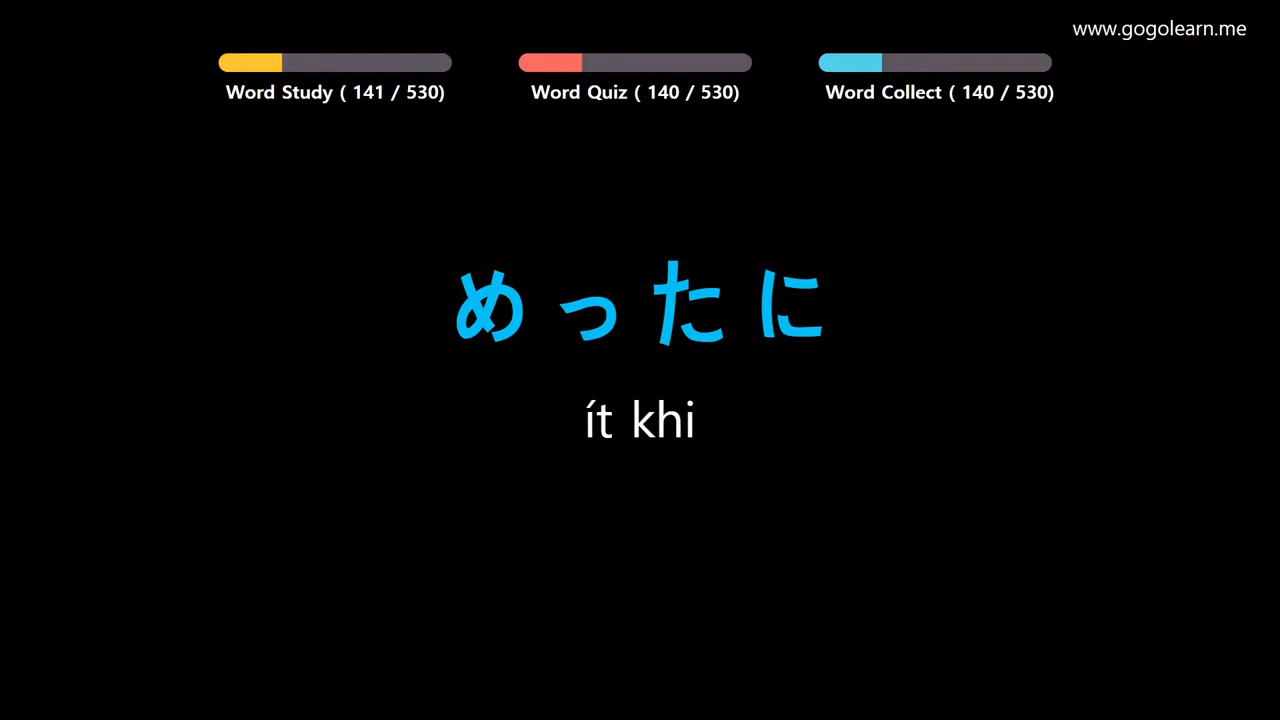 www.gogolearn.me
Word Study ( 141 / 530)
Word Quiz ( 140 / 530)
Word Collect ( 140 / 530)
めったに
ít khi